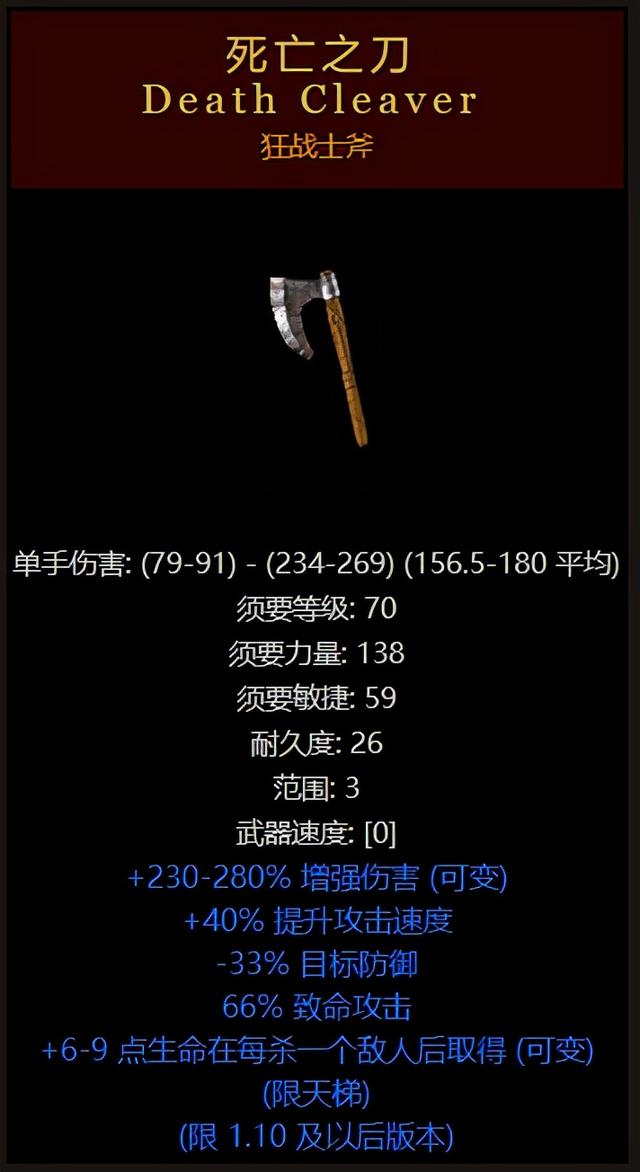 死亡之刀
Death Cleaver
狂战士斧
单手伤害: (79-91) - (234-269) (156.5-180 平均)
须要等级: 70
须要力量: 138
须要敏捷: 59
耐久度: 26
范围: 3
武器速度: [0]
+230-280% 增强伤害 (可变)
+40% 提升攻击速度
-33% 目标防御
66% 致命攻击
+6-9 点生命在每杀一个敌人后取得 (可变)
(限天梯)
(限 1.10 及以后版本)